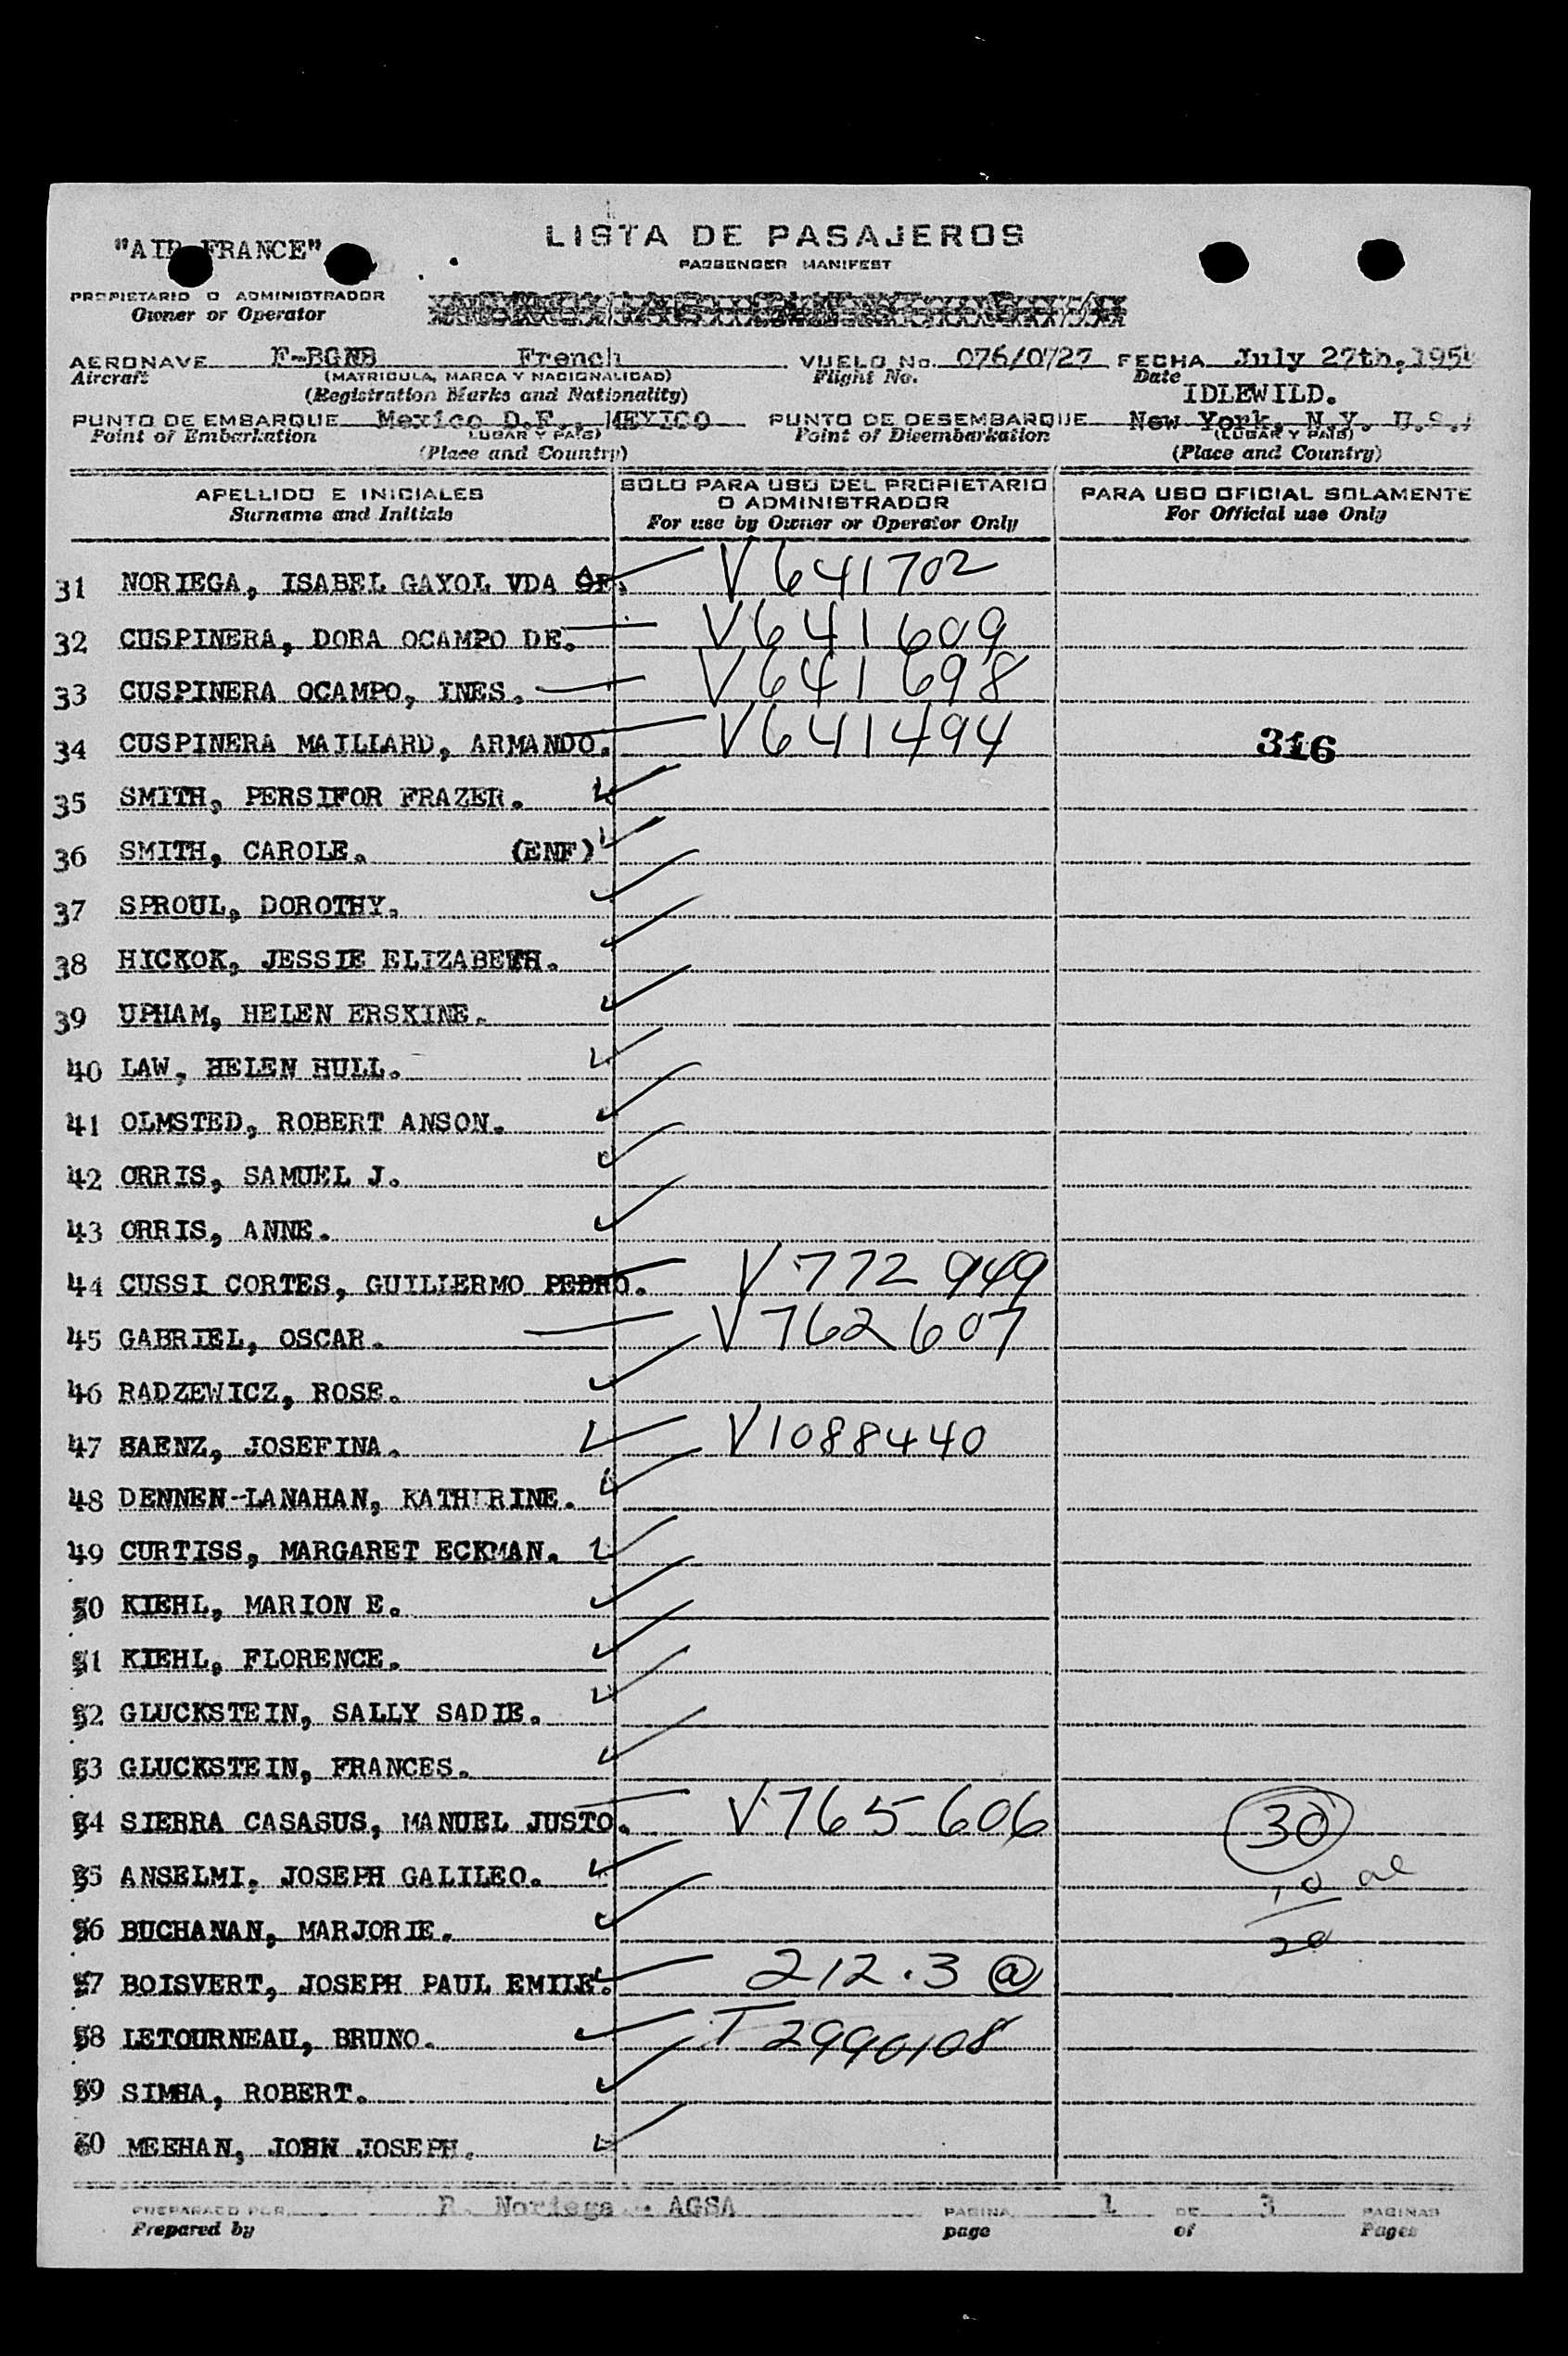 "AIR FRANCE"
LISTA DE PASAJEROS
PASSENGER MANIFEST
PROPIETARIO O ADMINISTRADOR
Owner or Operator
AERONAVE F-BGNB French VUELO No. 076/0727 FECHA July 27th, 195
Aircraft (MATRICULA, MARCA Y NACIONALIDAD) Flight No. Date
(Registration Marks and Nationality) IDLEWILD.
PUNTO DE EMBARQUE Mexico D.F., MEXICO PUNTO DE DESEMBARQUE New York, N.Y. U.S.A
Point of Embarkation (LUGAR Y PAIS) Point of Disembarkation (LUGAR Y PAIS)
(Place and Country) (Place and Country)
APELLIDO E INICIALES SOLO PARA USO DEL PROPIETARIO O ADMINISTRADOR PARA USO OFICIAL SOLAMENTE
Surname and Initials For use by Owner or Operator Only For Official use Only
31 NORIEGA, ISABEL GAYOL VDA DE. V641702
32 CUSPINERA, DORA OCAMPO DE. V641609
33 CUSPINERA OCAMPO, INES. V641698
34 CUSPINERA MAILLARD, ARMANDO. V641494 316
35 SMITH, PERSIFOR FRAZER.
36 SMITH, CAROLE. (ENF)
37 SPROUL, DOROTHY.
38 HICKOK, JESSIE ELIZABETH.
39 UPHAM, HELEN ERSKINE.
40 LAW, HELEN HULL.
41 OLMSTED, ROBERT ANSON.
42 ORRIS, SAMUEL J.
43 ORRIS, ANNE.
44 CUSSI CORTES, GUILLERMO PEDRO. V772949
45 GABRIEL, OSCAR. V762607
46 RADZEWICZ, ROSE.
47 SAENZ, JOSEFINA. V1088440
48 DENNEN-LANAHAN, KATHERINE.
49 CURTISS, MARGARET ECKMAN.
50 KIEHL, MARION E.
51 KIEHL, FLORENCE.
52 GLUCKSTEIN, SALLY SADIE.
53 GLUCKSTEIN, FRANCES.
54 SIERRA CASASUS, MANUEL JUSTO. V765606 30
55 ANSELMI, JOSEPH GALILEO. 10 al
56 BUCHANAN, MARJORIE. 20
57 BOISVERT, JOSEPH PAUL EMILE. 212.3 @
58 LETOURNEAU, BRUNO. T2990108
59 SIMHA, ROBERT.
60 MEEHAN, JOHN JOSEPH.
PREPARADO POR R. Noriega - AGSA PAGINA 1 DE 3 PAGINAS
Prepared by page of Pages